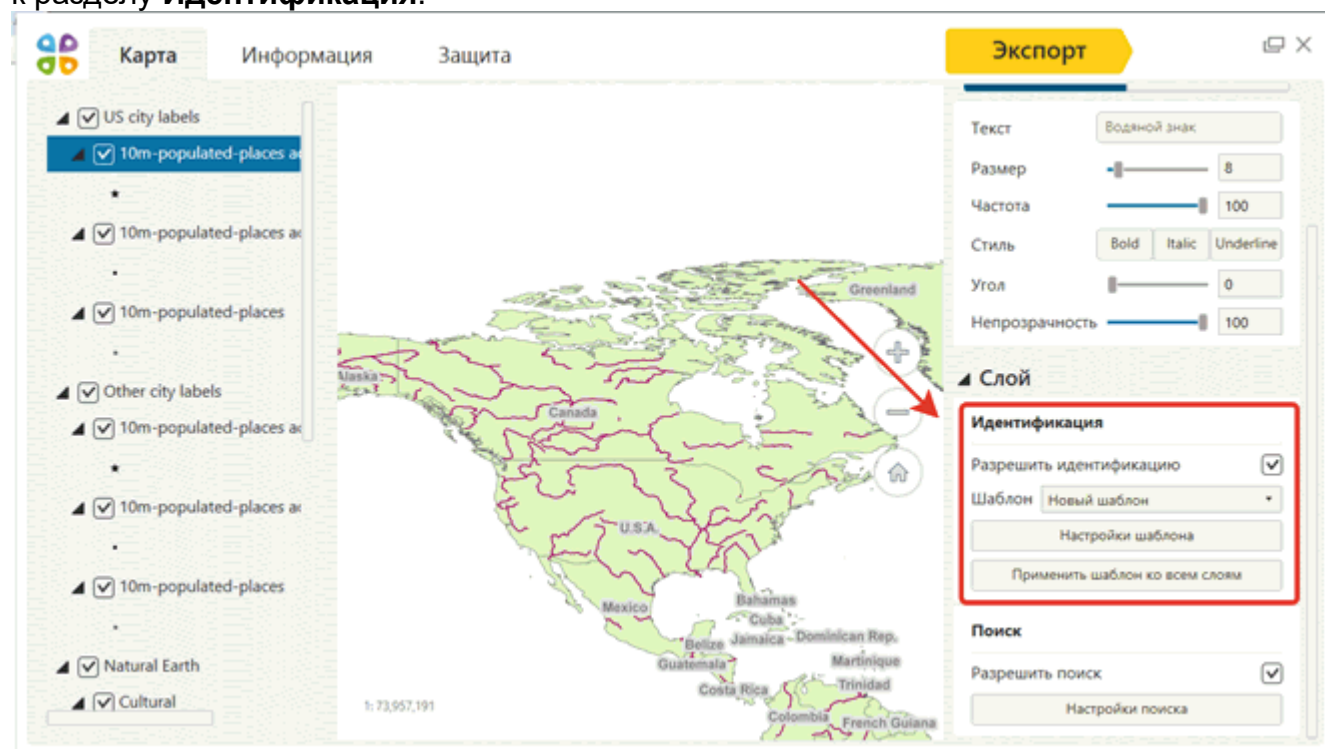 к разделу Идентификация.
Карта
Информация
Защита
Экспорт
US city labels
10m-populated-places
10m-populated-places
10m-populated-places
Other city labels
10m-populated-places
10m-populated-places
10m-populated-places
Natural Earth
Cultural
Greenland
Alaska
Canada
U.S.A.
Mexico
Bahamas
Cuba
Belize Jamaica Dominican Rep.
Guatemala Martinique
Costa Rica Trinidad
Colombia French Guiana
1: 73,957,191
Текст Водяной знак
Размер 8
Частота 100
Стиль Bold Italic Underline
Угол 0
Непрозрачность 100
Слой
Идентификация
Разрешить идентификацию
Шаблон Новый шаблон
Настройки шаблона
Применить шаблон ко всем слоям
Поиск
Разрешить поиск
Настройки поиска